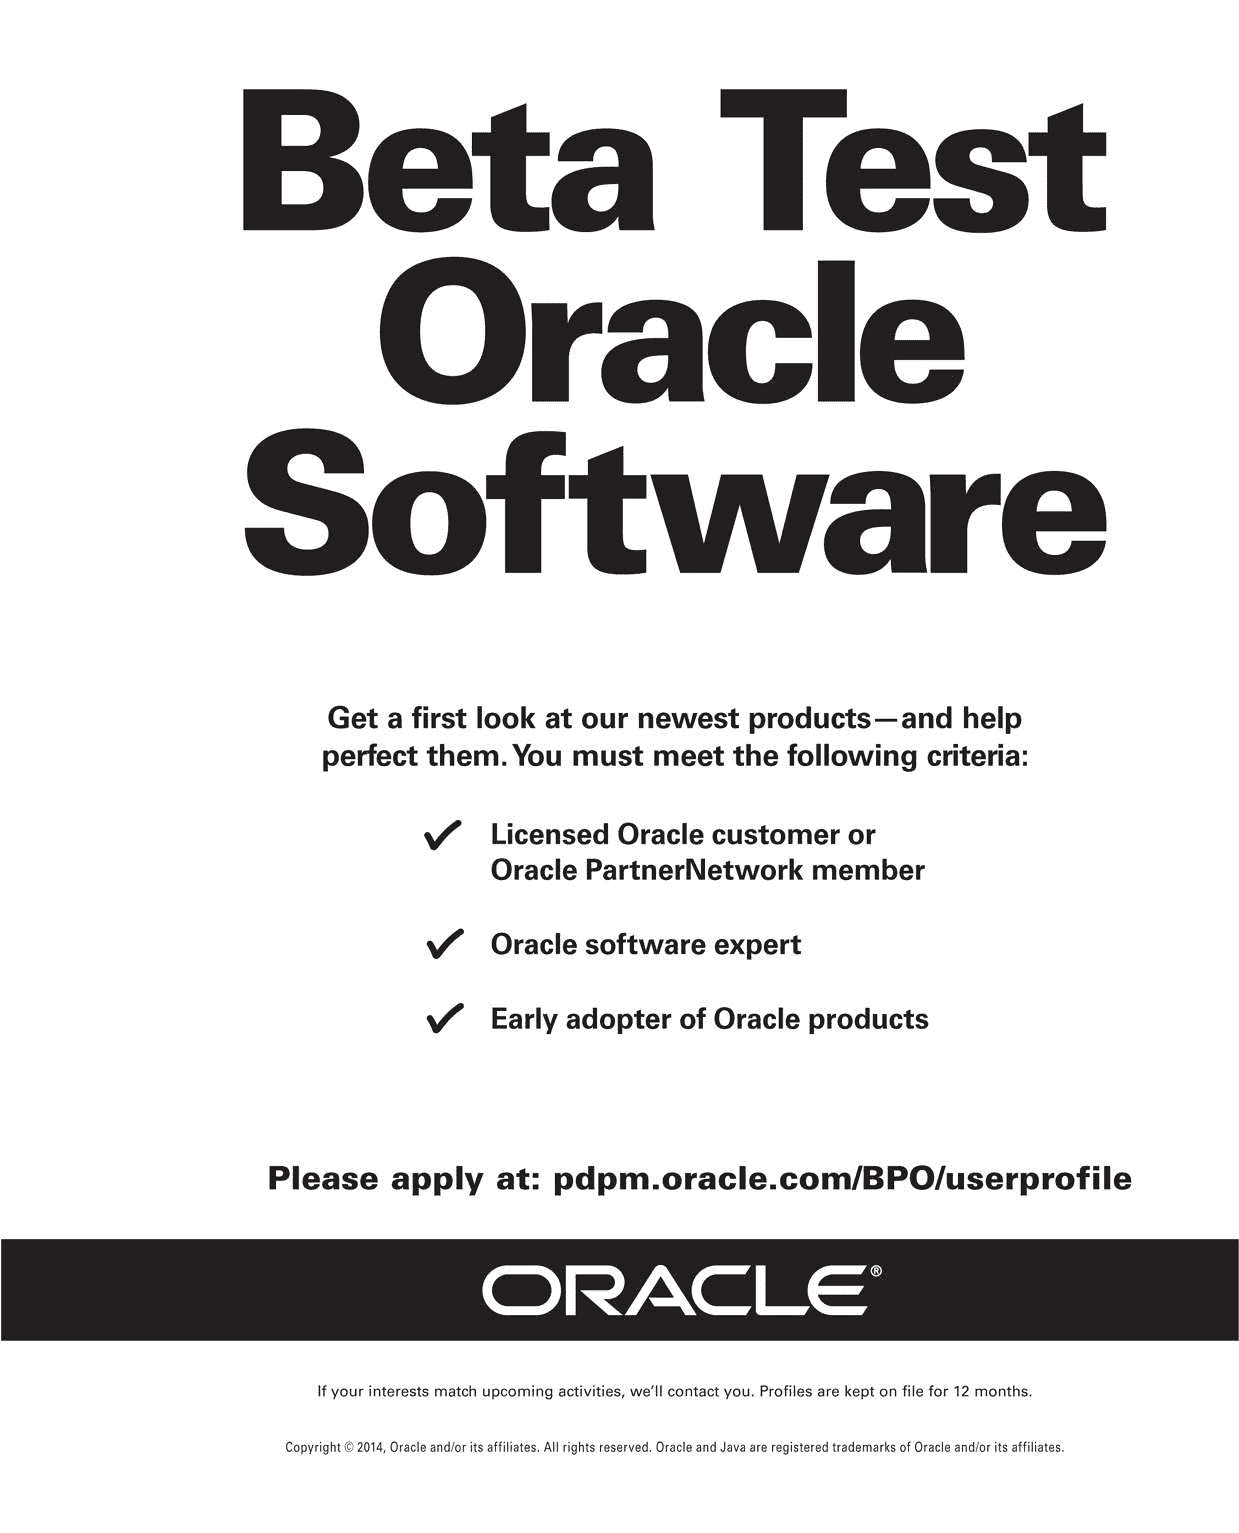 Beta Test
Oracle
Software
Get a first look at our newest products—and help
perfect them. You must meet the following criteria:
✓ Licensed Oracle customer or
Oracle PartnerNetwork member
✓ Oracle software expert
✓ Early adopter of Oracle products
Please apply at: pdpm.oracle.com/BPO/userprofile
ORACLE®
If your interests match upcoming activities, we’ll contact you. Profiles are kept on file for 12 months.
Copyright © 2014, Oracle and/or its affiliates. All rights reserved. Oracle and Java are registered trademarks of Oracle and/or its affiliates.